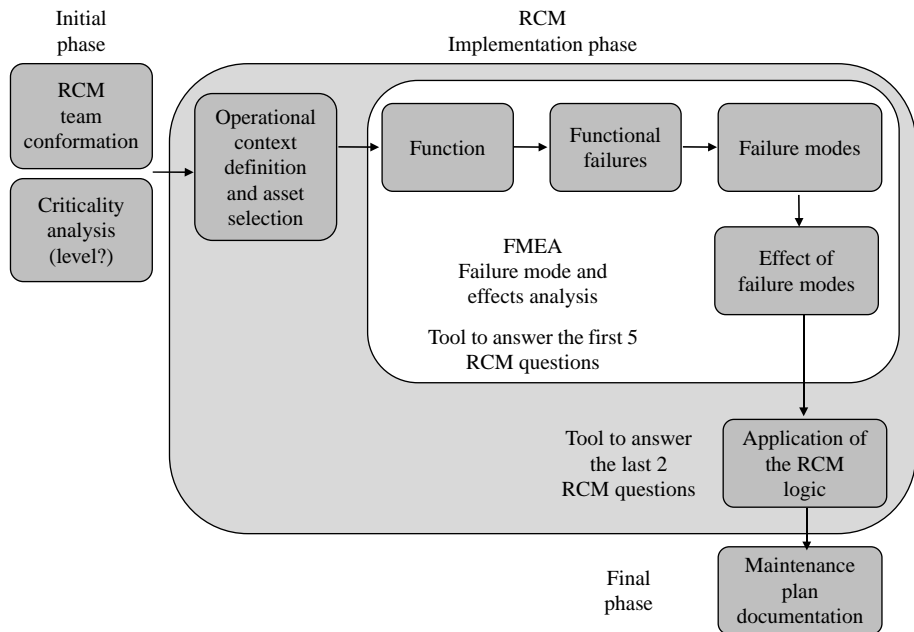 Initial
phase
RCM
Implementation phase
RCM
team
conformation
Criticality
analysis
(level?)
Operational
context
definition
and asset
selection
Function
Functional
failures
Failure modes
Effect of
failure modes
FMEA
Failure mode and
effects analysis
Tool to answer the first 5
RCM questions
Tool to answer
the last 2
RCM questions
Application of
the RCM
logic
Final
phase
Maintenance
plan
documentation